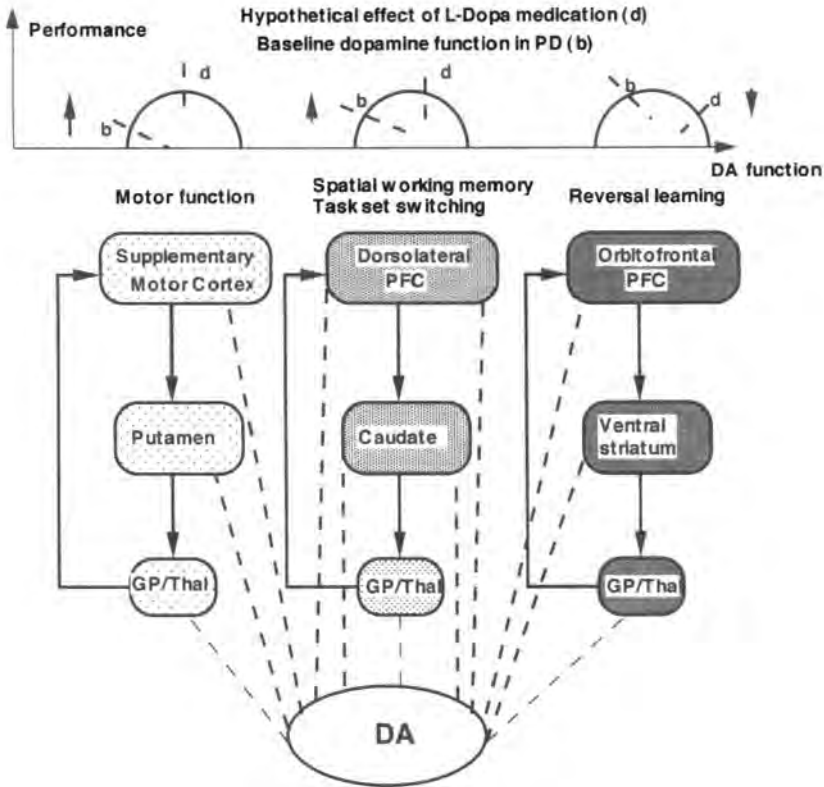 Hypothetical effect of L-Dopa medication (d)
Performance
Baseline dopamine function in PD (b)
d
b
d
b
b
d
DA function
Motor function
Spatial working memory
Task set switching
Reversal learning
Supplementary
Motor Cortex
Dorsolateral
PFC
Orbitofrontal
PFC
Putamen
Caudate
Ventral
striatum
GP/Thal
GP/Thal
GP/Thal
DA